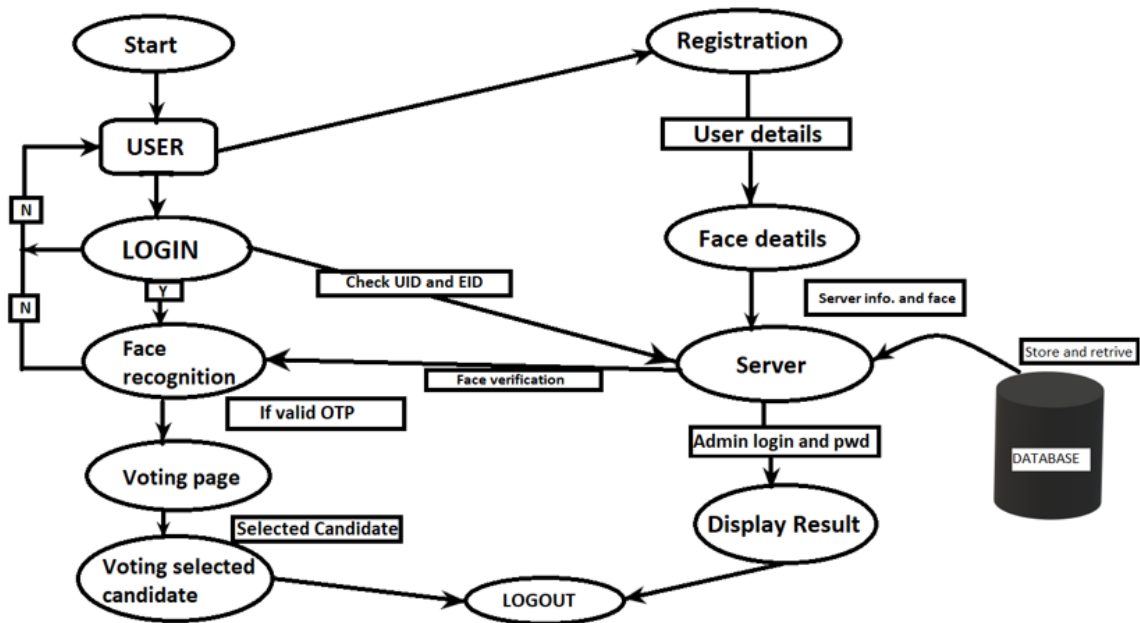 Start
Registration
User details
USER
N
LOGIN
Face deatils
Check UID and EID
Y
N
Server info. and face
Face
recognition
Server
Store and retrive
Face verification
If valid OTP
Admin login and pwd
DATABASE
Voting page
Selected Candidate
Display Result
Voting selected
candidate
LOGOUT